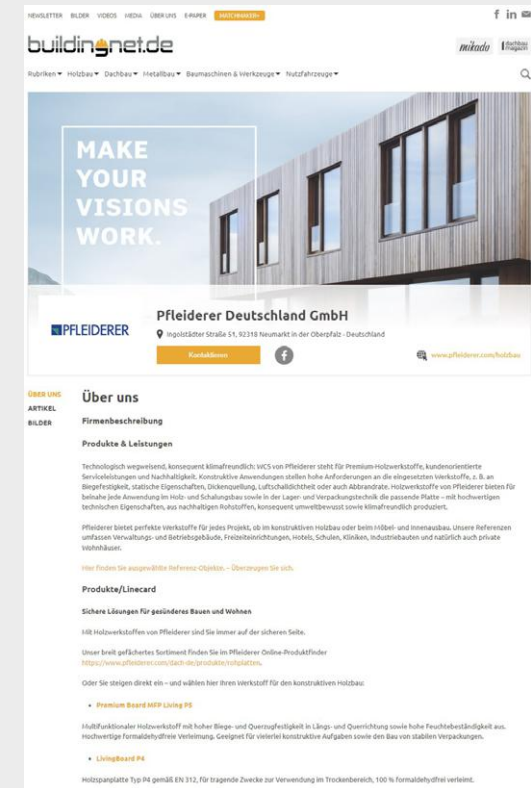 NEWSLETTER BILDER VIDEOS MEDIA ÜBER UNS E-PAPER MATCHMAKER+
buildingnet.de
mikado dachbau magazin
Rubriken Holzbau Dachbau Metallbau Baumaschinen & Werkzeuge Nutzfahrzeuge
MAKE
YOUR
VISIONS
WORK.
PFLEIDERER
Pfleiderer Deutschland GmbH
Ingolstädter Straße 51, 92318 Neumarkt in der Oberpfalz - Deutschland
Kontaktieren
www.pfleiderer.com/holzbau
ÜBER UNS
ARTIKEL
BILDER
Über uns
Firmenbeschreibung
Produkte & Leistungen
Technologisch wegweisend, konsequent klimafreundlich: WCS von Pfleiderer steht für Premium-Holzwerkstoffe, kundenorientierte
Serviceleistungen und Nachhaltigkeit. Konstruktive Anwendungen stellen hohe Anforderungen an die eingesetzten Werkstoffe, z. B. an
Biegefestigkeit, statische Eigenschaften, Dickenquellung, Luftschalldichtheit oder auch Abbrandrate. Holzwerkstoffe von Pfleiderer bieten für
beinahe jede Anwendung im Holz- und Schalungsbau sowie in der Lager- und Verpackungstechnik die passende Platte – mit hochwertigen
technischen Eigenschaften, aus nachhaltigen Rohstoffen, konsequent umweltbewusst sowie klimafreundlich produziert.
Pfleiderer bietet perfekte Werkstoffe für jedes Projekt, ob im konstruktiven Holzbau oder beim Möbel- und Innenausbau. Unsere Referenzen
umfassen Verwaltungs- und Betriebsgebäude, Freizeiteinrichtungen, Hotels, Schulen, Kliniken, Industriebauten und natürlich auch private
Wohnhäuser.
Hier finden Sie ausgewählte Referenz-Objekte. – Überzeugen Sie sich.
Produkte/Linecard
Sichere Lösungen für gesünderes Bauen und Wohnen
Mit Holzwerkstoffen von Pfleiderer sind Sie immer auf der sicheren Seite.
Unser breit gefächertes Sortiment finden Sie im Pfleiderer Online-Produktfinder
https://www.pfleiderer.com/dach-de/produkte/rohplatten.
Oder Sie steigen direkt ein – und wählen hier Ihren Werkstoff für den konstruktiven Holzbau:
• Premium Board MFP Living P5
Multifunktionaler Holzwerkstoff mit hoher Biege- und Querzugfestigkeit in Längs- und Querrichtung sowie hohe Feuchtebeständigkeit aus.
Hochwertige formaldehydfreie Verleimung. Geeignet für vielerlei konstruktive Aufgaben sowie den Bau von stabilen Verpackungen.
• LivingBoard P4
Holzspanplatte Typ P4 gemäß EN 312, für tragende Zwecke zur Verwendung im Trockenbereich, 100 % formaldehydfrei verleimt.